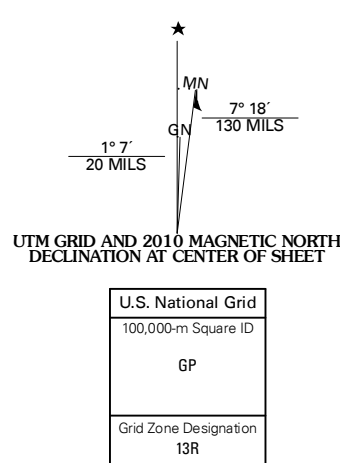 ★
MN
7° 18´
130 MILS
GN
1° 7´
20 MILS
UTM GRID AND 2010 MAGNETIC NORTH
DECLINATION AT CENTER OF SHEET
U.S. National Grid
100,000-m Square ID
GP
Grid Zone Designation
13R